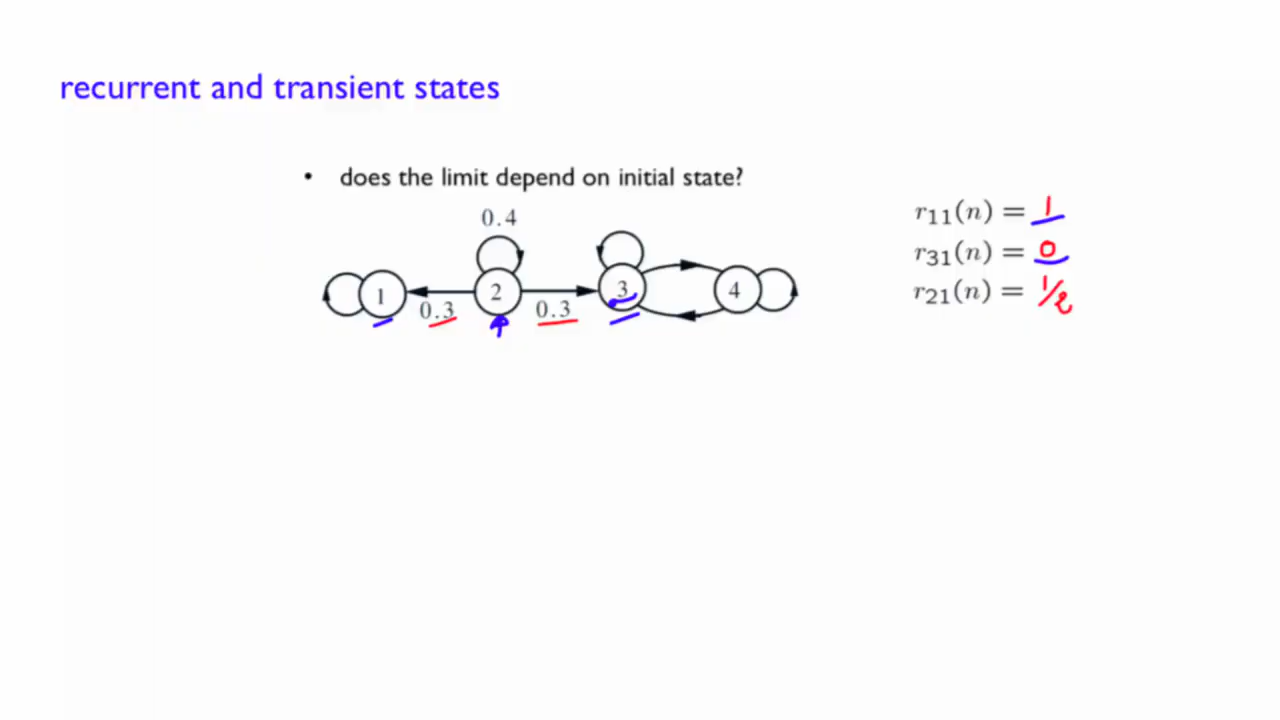 recurrent and transient states
• does the limit depend on initial state?
0.4
1 2 3 4
0.3 0.3
r₁₁(n) = 1
r₃₁(n) = 0
r₂₁(n) = 1/2